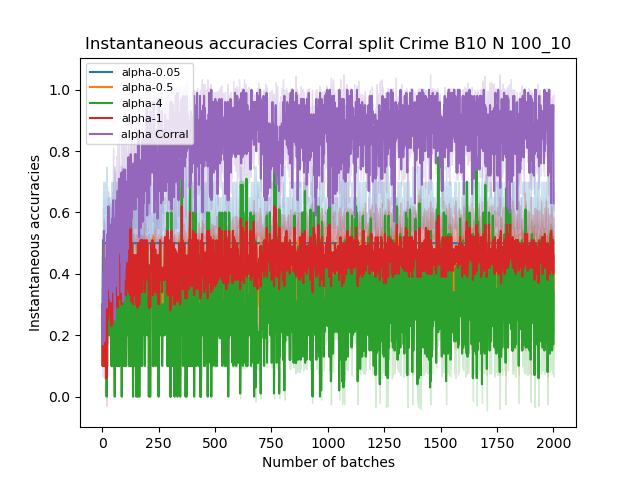 Instantaneous accuracies Corral split Crime B10 N 100_10
alpha-0.05
alpha-0.5
alpha-4
alpha-1
alpha Corral
1.0
0.8
0.6
0.4
0.2
0.0
Instantaneous accuracies
0 250 500 750 1000 1250 1500 1750 2000
Number of batches